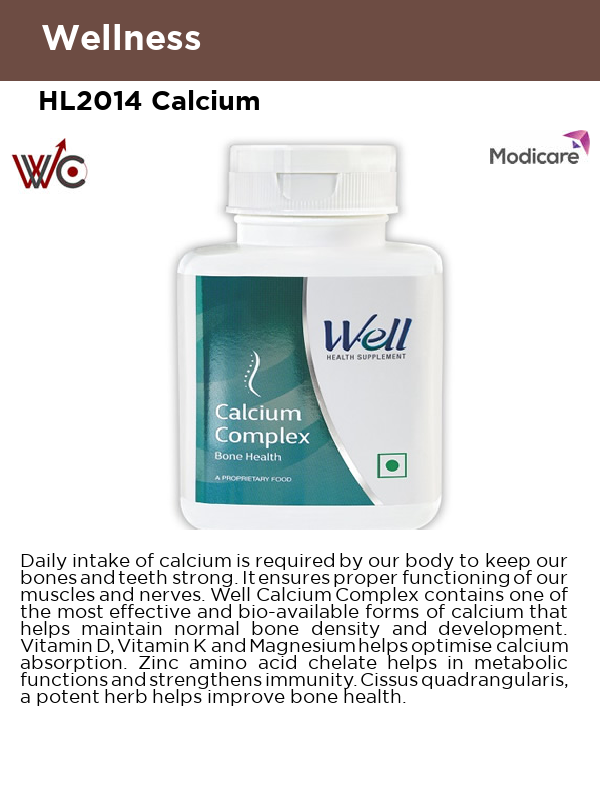 Wellness
HL2014 Calcium
WC
Modicare
Well
HEALTH SUPPLEMENT
Calcium
Complex
Bone Health
A PROPRIETARY FOOD
Daily intake of calcium is required by our body to keep our
bones and teeth strong. It ensures proper functioning of our
muscles and nerves. Well Calcium Complex contains one of
the most effective and bio-available forms of calcium that
helps maintain normal bone density and development.
Vitamin D, Vitamin K and Magnesium helps optimise calcium
absorption. Zinc amino acid chelate helps in metabolic
functions and strengthens immunity. Cissus quadrangularis,
a potent herb helps improve bone health.